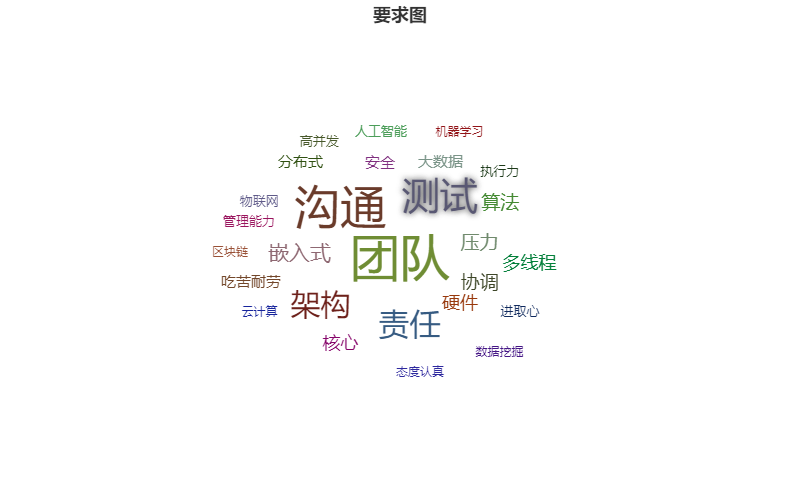 要求图
人工智能
机器学习
高并发
分布式
安全
大数据
执行力
物联网
沟通
测试
算法
管理能力
区块链
嵌入式
团队
压力
多线程
吃苦耐劳
协调
云计算
架构
硬件
进取心
责任
核心
数据挖掘
态度认真